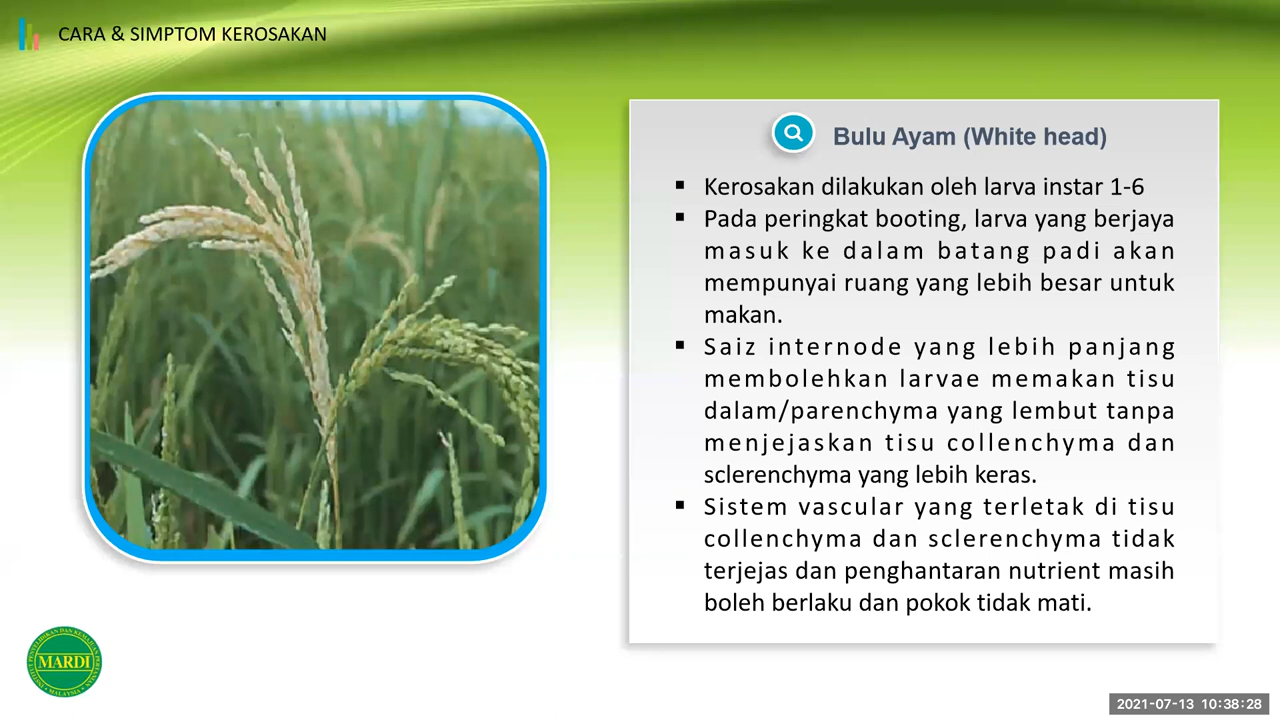 CARA & SIMPTOM KEROSAKAN
Bulu Ayam (White head)
▪ Kerosakan dilakukan oleh larva instar 1-6
▪ Pada peringkat booting, larva yang berjaya
masuk ke dalam batang padi akan
mempunyai ruang yang lebih besar untuk
makan.
▪ Saiz internode yang lebih panjang
membolehkan larvae memakan tisu
dalam/parenchyma yang lembut tanpa
menjejaskan tisu collenchyma dan
sclerenchyma yang lebih keras.
▪ Sistem vascular yang terletak di tisu
collenchyma dan sclerenchyma tidak
terjejas dan penghantaran nutrient masih
boleh berlaku dan pokok tidak mati.
MARDI
MALAYSIA
2021-07-13 10:38:28